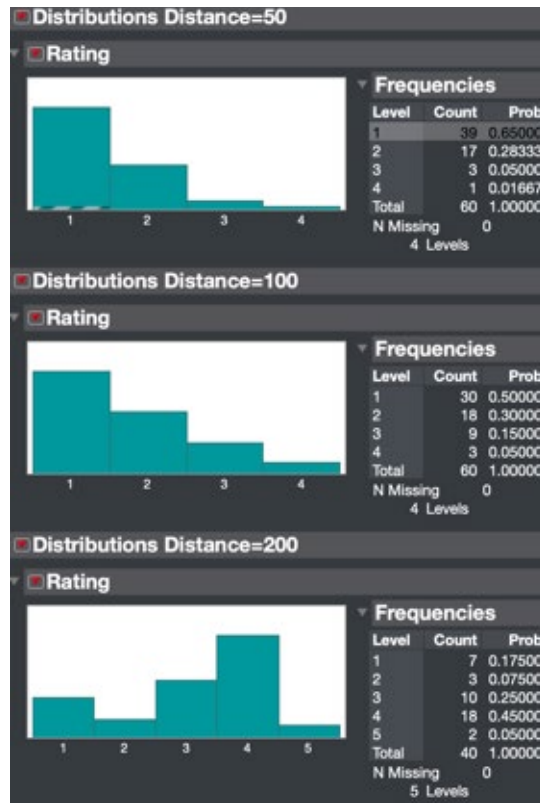 Distributions Distance=50
Rating
Frequencies
Level Count Prob
1 39 0.65000
2 17 0.28333
3 3 0.05000
4 1 0.01667
Total 60 1.00000
N Missing 0
4 Levels
1 2 3 4
Distributions Distance=100
Rating
Frequencies
Level Count Prob
1 30 0.50000
2 18 0.30000
3 9 0.15000
4 3 0.05000
Total 60 1.00000
N Missing 0
4 Levels
1 2 3 4
Distributions Distance=200
Rating
Frequencies
Level Count Prob
1 7 0.17500
2 3 0.07500
3 10 0.25000
4 18 0.45000
5 2 0.05000
Total 40 1.00000
N Missing 0
5 Levels
1 2 3 4 5